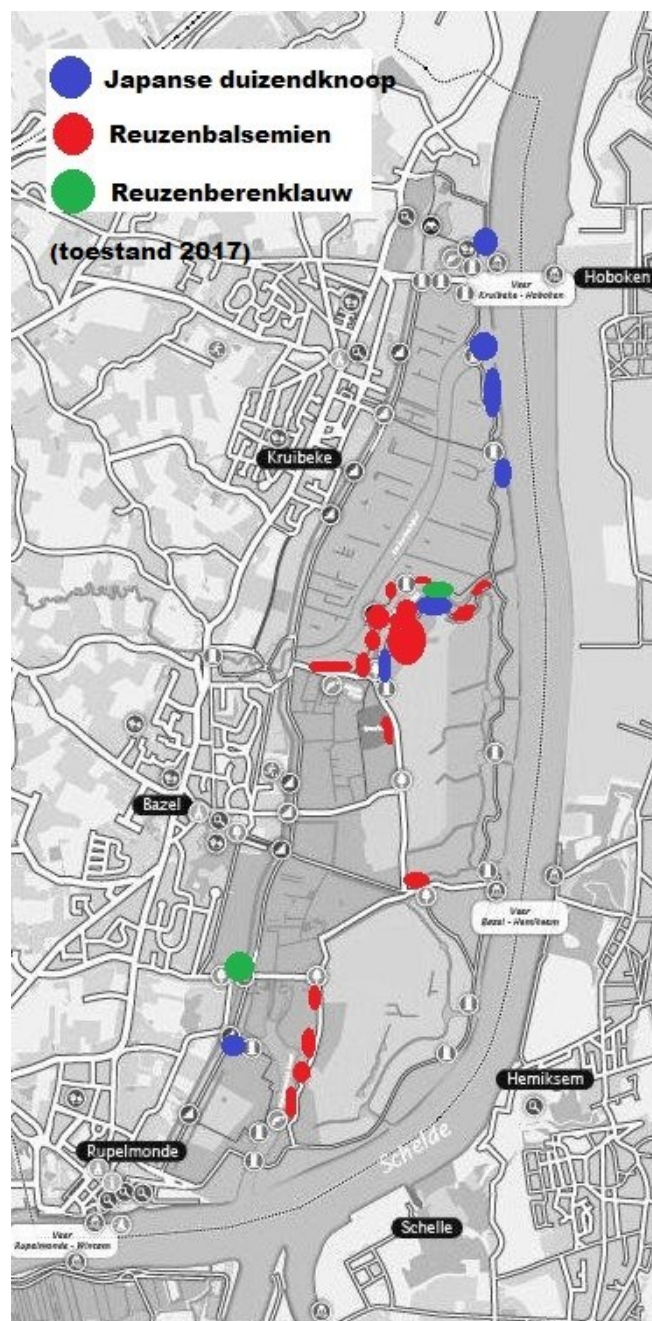 Japanse duizendknoop
Reuzenbalsemien
Reuzenberenklauw
(toestand 2017)
Hoboken
Veer
Kruibeke - Hoboken
Kruibeke
Bazel
Veer
Bazel - Hemiksem
Hemiksem
Rupelmonde
Schelde
Schelle
Veer
Rupelmonde - Wintam